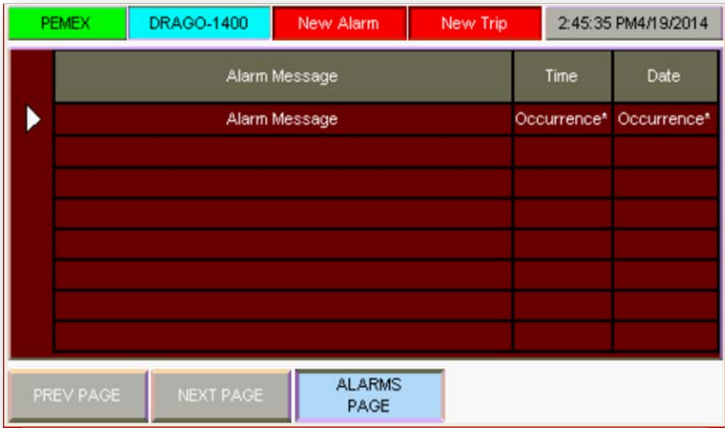 PEMEX DRAGO-1400 New Alarm New Trip 2:45:35 PM4/19/2014
Alarm Message Time Date
Alarm Message Occurrence* Occurrence*
PREV PAGE NEXT PAGE ALARMS
PAGE